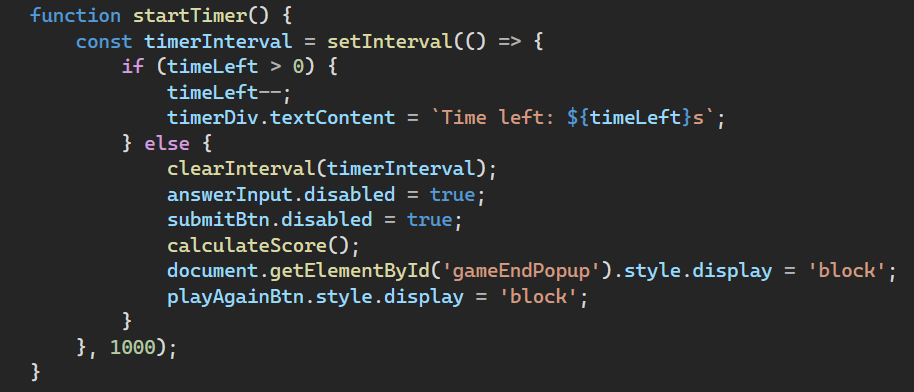 function startTimer() {
    const timerInterval = setInterval(() => {
        if (timeLeft > 0) {
            timeLeft--;
            timerDiv.textContent = `Time left: ${timeLeft}s`;
        } else {
            clearInterval(timerInterval);
            answerInput.disabled = true;
            submitBtn.disabled = true;
            calculateScore();
            document.getElementById('gameEndPopup').style.display = 'block';
            playAgainBtn.style.display = 'block';
        }
    }, 1000);
}